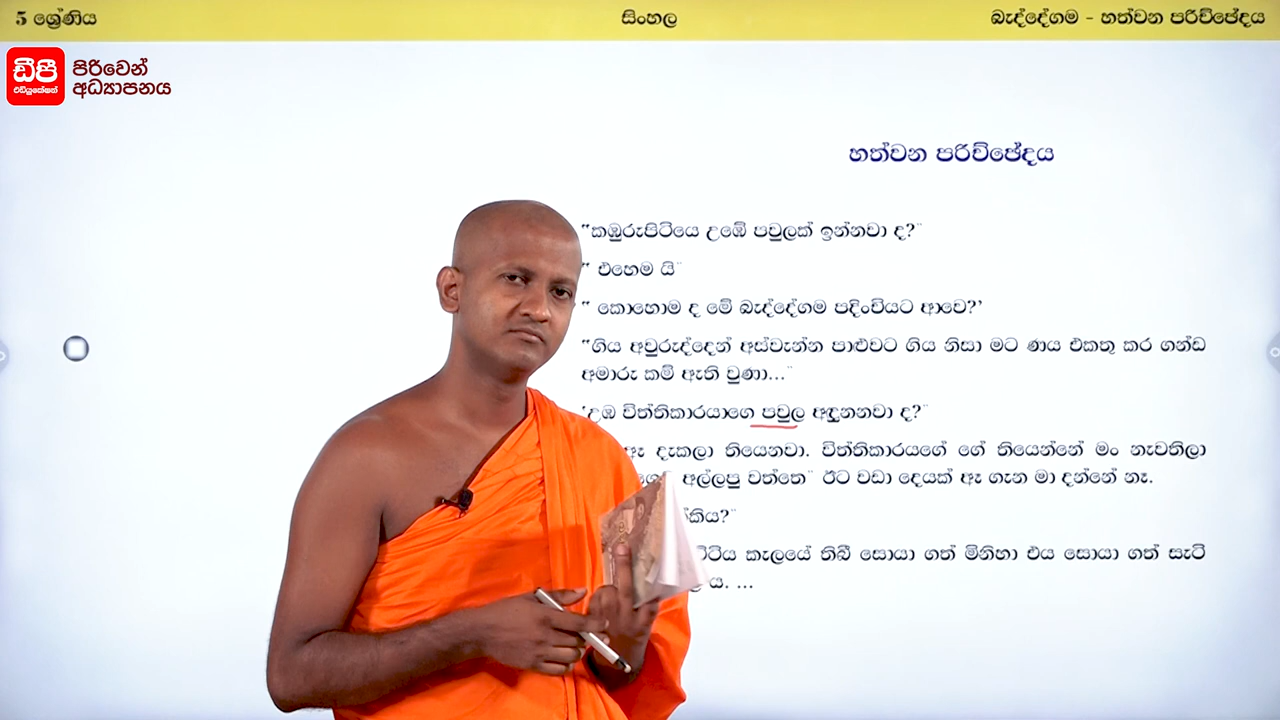 5 ශ්‍රේණිය
සිංහල
බැද්දේගම - හත්වන පරිච්ඡේදය
ඩීපී
එඩියුකේෂන්
පිරිවෙන්
අධ්‍යාපනය
හත්වන පරිච්ඡේදය
"කඹුරුපිටියෙ උඹේ පවුලක් ඉන්නවා ද?"
" එහෙම යි"
" කොහොම ද මේ බැද්දේගම පදිංචියට ආවෙ?'
"ගිය අවුරුද්දෙන් අස්වැන්න පාළුවට ගිය නිසා මට ණය එකතු කර ගන්ඩ
අමාරු කම් ඇති වුණා..."
'උඹ විත්තිකාරයාගෙ පවුල අඳුනනවා ද?"
ඈ දැකලා තියෙනවා. විත්තිකාරයගේ ගේ තියෙන්නේ මං නැවතිලා
අල්ලපු වත්තෙ" ඊට වඩා දෙයක් ඈ ගැන මා දන්නේ නෑ.
කැලයේ තිබී සොයා ගත් මිනිහා එය සොයා ගත් සැටි
ය. ...